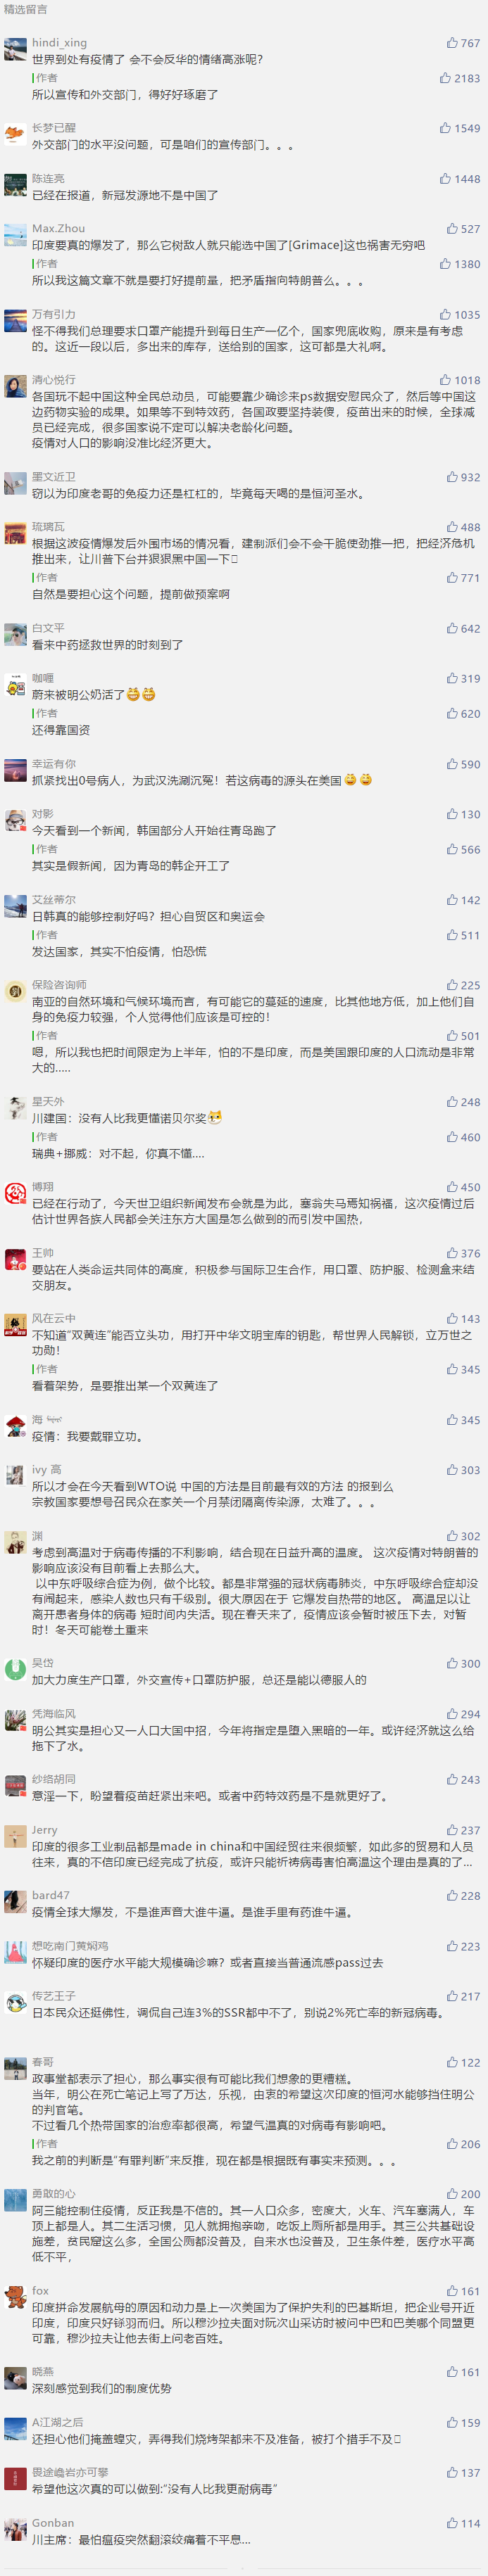 精选留言
hindi_xing 767
世界到处有疫情了 会不会反华的情绪高涨呢？
作者 2183
所以宣传和外交部门，得好好琢磨了
长梦已醒 1549
外交部门的水平没问题，可是咱们的宣传部门。。。
陈连亮 1448
已经在报道，新冠发源地不是中国了
Max.Zhou 527
印度要真的爆发了，那么它树敌人就只能选中国了[Grimace]这也祸害无穷吧
作者 1380
所以我这篇文章不就是要打好提前量，把矛盾指向特朗普么。。。
万有引力 1035
怪不得我们总理要求口罩产能提升到每日生产一亿个，国家兜底收购，原来是有考虑
的。这近一段以后，多出来的库存，送给别的国家，这可都是大礼啊。
清心悦行 1018
各国玩不起中国这种全民总动员，可能要靠少确诊来ps数据安慰民众了，然后等中国这
边药物实验的成果。如果等不到特效药，各国政要坚持装傻，疫苗出来的时候，全球减
员已经完成，很多国家说不定可以解决老龄化问题。
疫情对人口的影响没准比经济更大。
墨文近卫 932
窃以为印度老哥的免疫力还是杠杠的，毕竟每天喝的是恒河圣水。
琉璃瓦 488
根据这波疫情爆发后外围市场的情况看，建制派们会不会干脆使劲推一把，把经济危机
推出来，让川普下台并狠狠黑中国一下
作者 771
自然是要担心这个问题，提前做预案啊
白文平 642
看来中药拯救世界的时刻到了
咖喱 319
蔚来被明公奶活了😁😁
作者 620
还得靠国资
幸运有你 590
抓紧找出0号病人，为武汉洗涮沉冤！若这病毒的源头在美国
对影 130
今天看到一个新闻，韩国部分人开始往青岛跑了
作者 566
其实是假新闻，因为青岛的韩企开工了
艾丝蒂尔 142
日韩真的能够控制好吗？担心自贸区和奥运会
作者 511
发达国家，其实不怕疫情，怕恐慌
保险咨询师 225
南亚的自然环境和气候环境而言，有可能它的蔓延的速度，比其他地方低，加上他们自
身的免疫力较强，个人觉得他们应该是可控的！
作者 501
嗯，所以我也把时间限定为上半年，怕的不是印度，而是美国跟印度的人口流动是非常
大的.....
星天外 248
川建国：没有人比我更懂诺贝尔奖
作者 460
瑞典+挪威：对不起，你真不懂....
博翔 450
已经在行动了，今天世卫组织新闻发布会就是为此，塞翁失马焉知祸福，这次疫情过后
估计世界各族人民都会关注东方大国是怎么做到的而引发中国热，
王帅 376
要站在人类命运共同体的高度，积极参与国际卫生合作，用口罩、防护服、检测盒来结
交朋友。
风在云中 143
不知道“双黄连”能否立头功，用打开中华文明宝库的钥匙，帮世界人民解锁，立万世之
功勋！
作者 345
看着架势，是要推出某一个双黄连了
海 345
疫情：我要戴罪立功。
ivy 高 303
所以才会在今天看到WTO说 中国的方法是目前最有效的方法 的报到么
宗教国家要想号召民众在家关一个月禁闭隔离传染源，太难了。。。
渊 302
考虑到高温对于病毒传播的不利影响，结合现在日益升高的温度。 这次疫情对特朗普的
影响应该没有目前看上去那么大。
以中东呼吸综合症为例，做个比较。都是非常强的冠状病毒肺炎，中东呼吸综合症却没
有闹起来，感染人数也只有千级别。很大原因在于 它爆发自热带的地区。 高温足以让
离开患者身体的病毒 短时间内失活。现在春天来了，疫情应该会暂时被压下去，对暂
时！冬天可能卷土重来
吴岱 300
加大力度生产口罩，外交宣传+口罩防护服，总还是能以德服人的
凭海临风 294
明公其实是担心又一人口大国中招，今年将指定是堕入黑暗的一年。或许经济就这么给
拖下了水。
纱络胡同 243
意淫一下，盼望着疫苗赶紧出来吧。或者中药特效药是不是就更好了。
Jerry 237
印度的很多工业制品都是made in china和中国经贸往来很频繁，如此多的贸易和人员
往来，真的不信印度已经完成了抗疫，或许只能祈祷病毒害怕高温这个理由是真的了...
bard47 228
疫情全球大爆发，不是谁声音大谁牛逼。是谁手里有药谁牛逼。
想吃南门黄焖鸡 223
怀疑印度的医疗水平能大规模确诊嘛？或者直接当普通流感pass过去
传艺王子 217
日本民众还挺佛性，调侃自己连3%的SSR都中不了，别说2%死亡率的新冠病毒。
春哥 122
政事堂都表示了担心，那么事实很有可能比我们想象的更糟糕。
当年，明公在死亡笔记上写了万达，乐视，由衷的希望这次印度的恒河水能够挡住明公
的判官笔。
不过看几个热带国家的治愈率都很高，希望气温真的对病毒有影响吧。
作者 206
我之前的判断是“有罪判断”来反推，现在都是根据既有事实来预测。。。
勇敢的心 200
阿三能控制住疫情，反正我是不信的。其一人口众多，密度大，火车、汽车塞满人，车
顶上都是人。其二生活习惯，见人就拥抱亲吻，吃饭上厕所都是用手。其三公共基础设
施差，贫民窟这么多，全国公厕都没普及，自来水也没普及，卫生条件差，医疗水平高
低不平，
fox 161
印度拼命发展航母的原因和动力是上一次美国为了保护失利的巴基斯坦，把企业号开近
印度，印度只好铩羽而归。所以穆沙拉夫面对阮次山采访时被问中巴和巴美哪个同盟更
可靠，穆沙拉夫让他去街上问老百姓。
晓燕 161
深刻感觉到我们的制度优势
A江湖之后 159
还担心他们掩盖蝗灾，弄得我们烧烤架都来不及准备，被打个措手不及
畏途巉岩亦可攀 137
希望他这次真的可以做到:“没有人比我更耐病毒”
Gonban 114
川主席：最怕瘟疫突然翻滚绞痛着不平息...